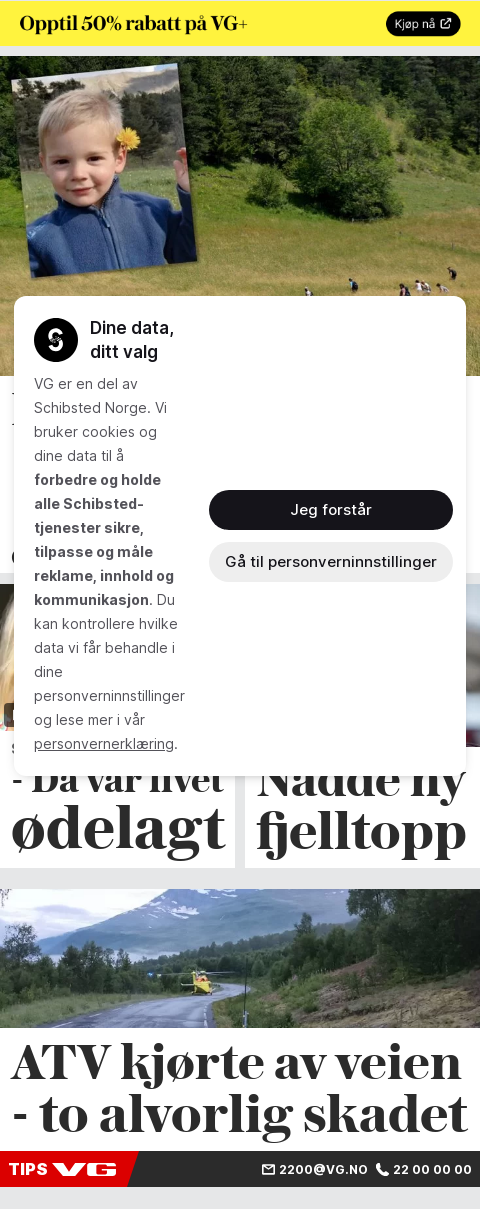 Opptil 50% rabatt på VG+
Kjøp nå
Dine data,
ditt valg
VG er en del av
Schibsted Norge. Vi
bruker cookies og
dine data til å
forbedre og holde
alle Schibsted-
tjenester sikre,
tilpasse og måle
reklame, innhold og
kommunikasjon. Du
kan kontrollere hvilke
data vi får behandle i
dine
personverninnstillinger
og lese mer i vår
personvernerklæring.
Jeg forstår
Gå til personverninnstillinger
- Da var livet
ødelagt
Nådde ny
fjelltopp
ATV kjørte av veien
- to alvorlig skadet
TIPS VG
2200@VG.NO
22 00 00 00